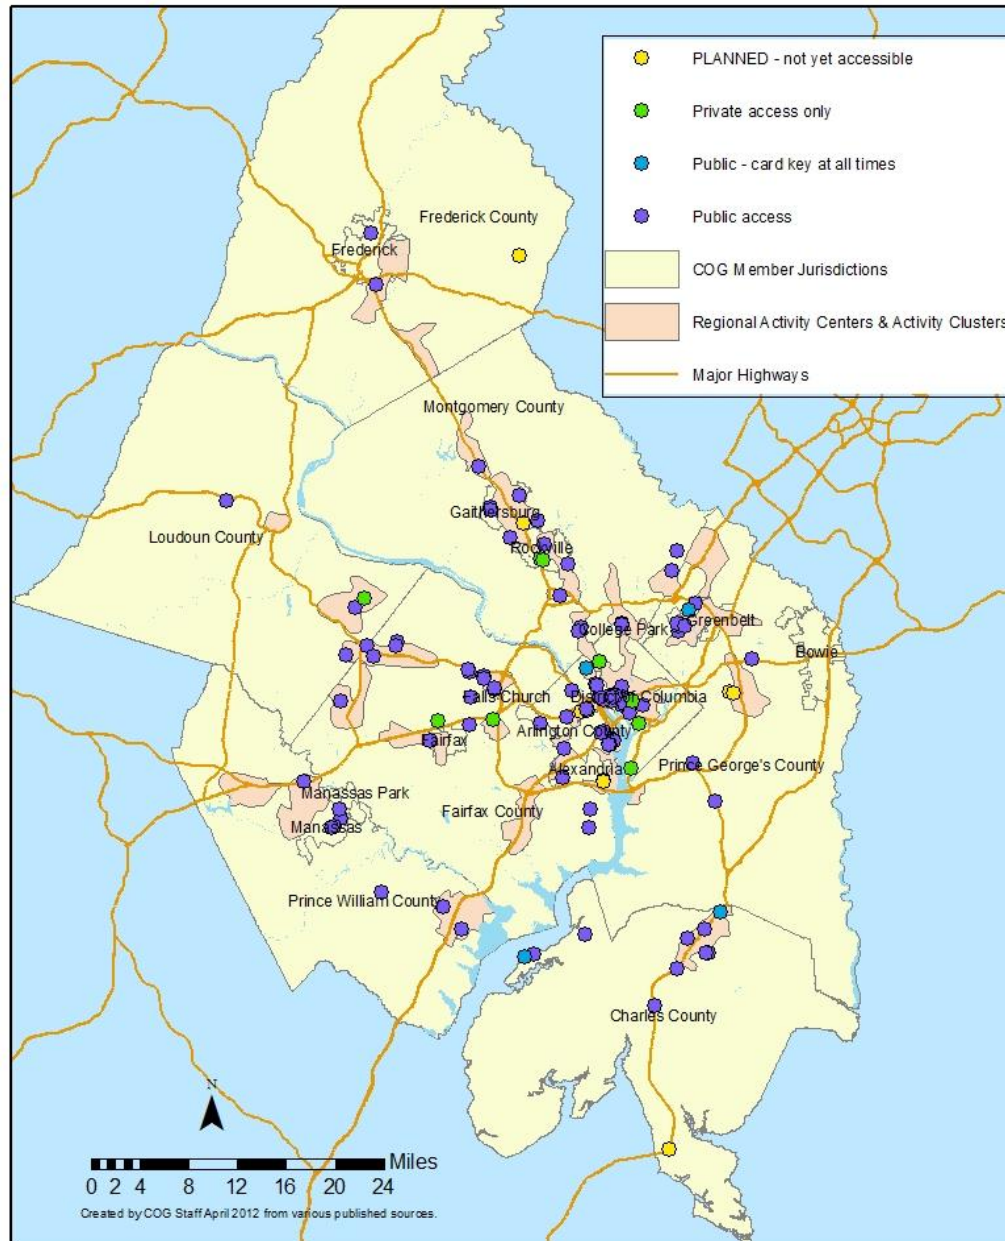 PLANNED - not yet accessible
Private access only
Public - card key at all times
Public access
COG Member Jurisdictions
Regional Activity Centers & Activity Clusters
Major Highways
Frederick County
Frederick
Montgomery County
Gaithersburg
Loudoun County
Rockville
Greenbelt
College Park
Bowie
Falls Church
District of Columbia
Arlington County
Fairfax
Prince George's County
Alexandria
Manassas Park
Fairfax County
Manassas
Prince William County
Charles County
N
Miles
0 2 4 8 12 16 20 24
Created by COG Staff April 2012 from various published sources.